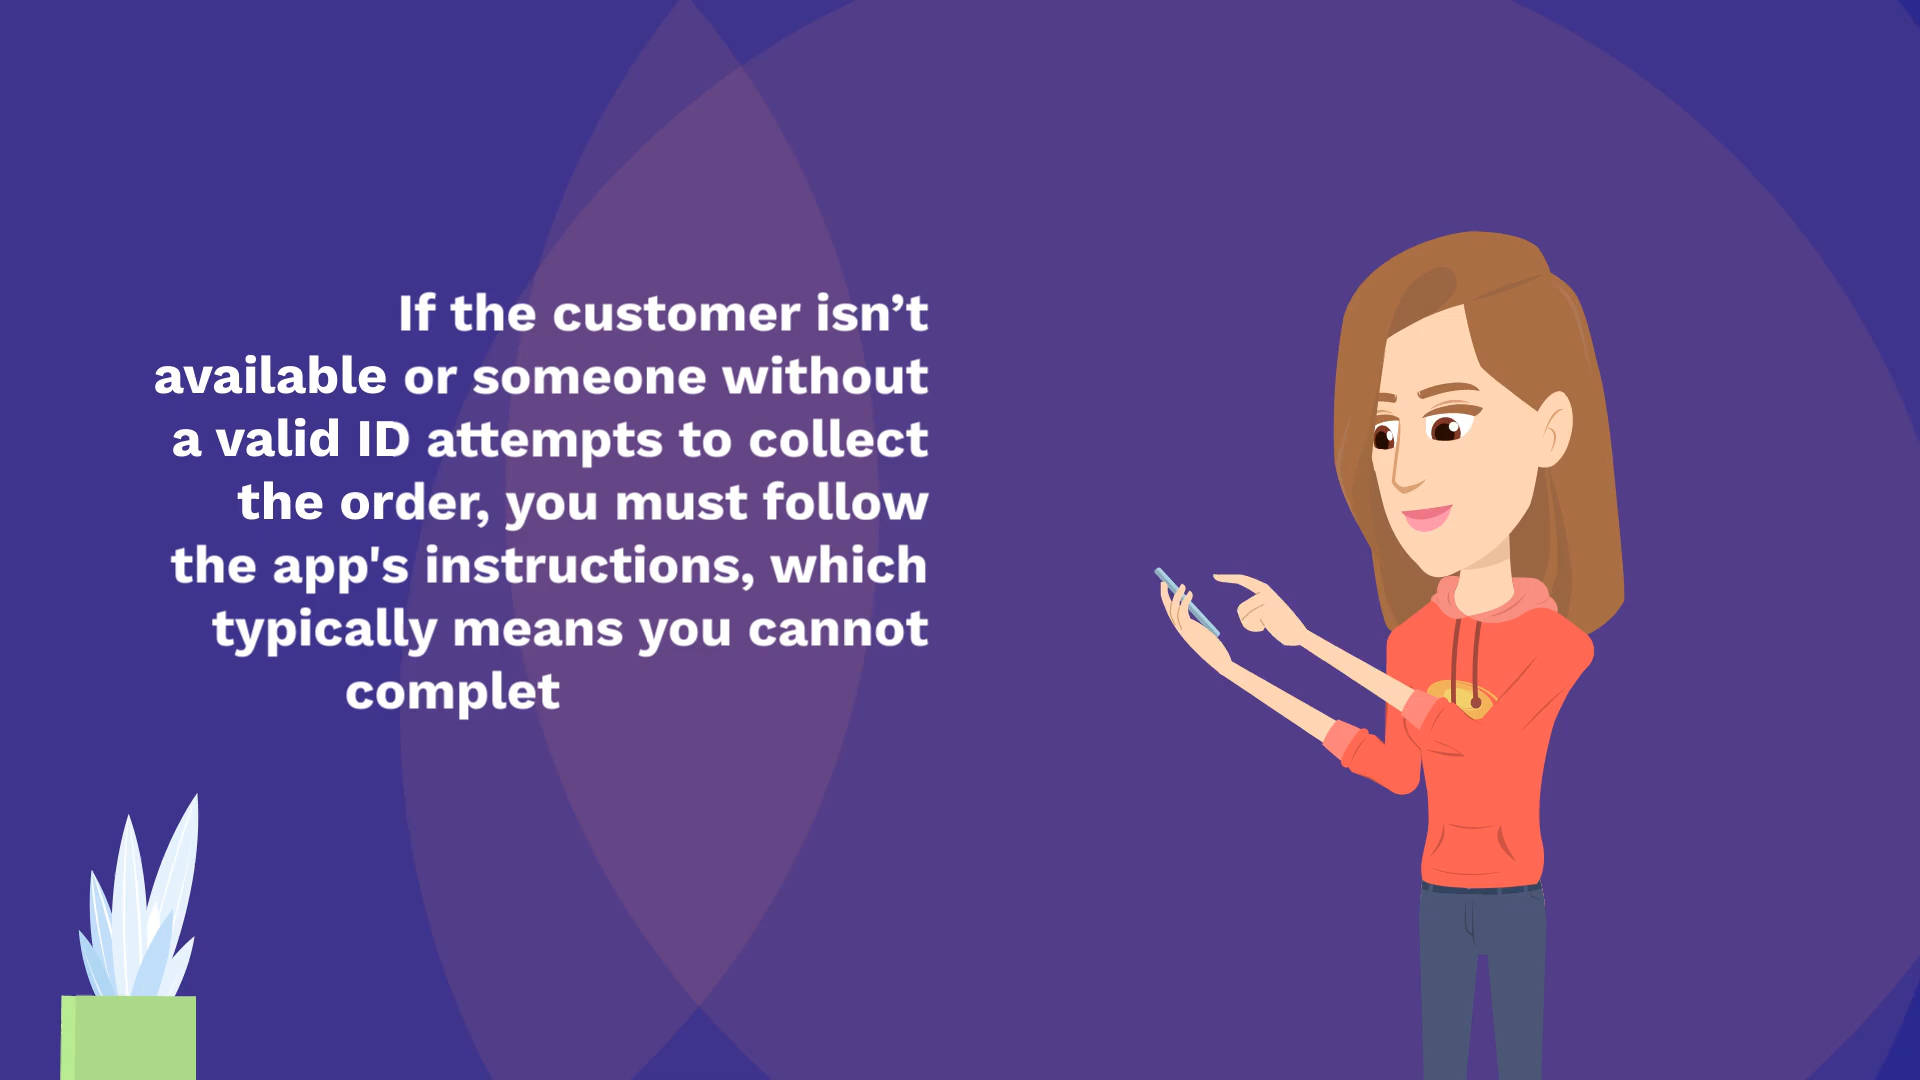 If the customer isn’t
available or someone without
a valid ID attempts to collect
the order, you must follow
the app's instructions, which
typically means you cannot
complet